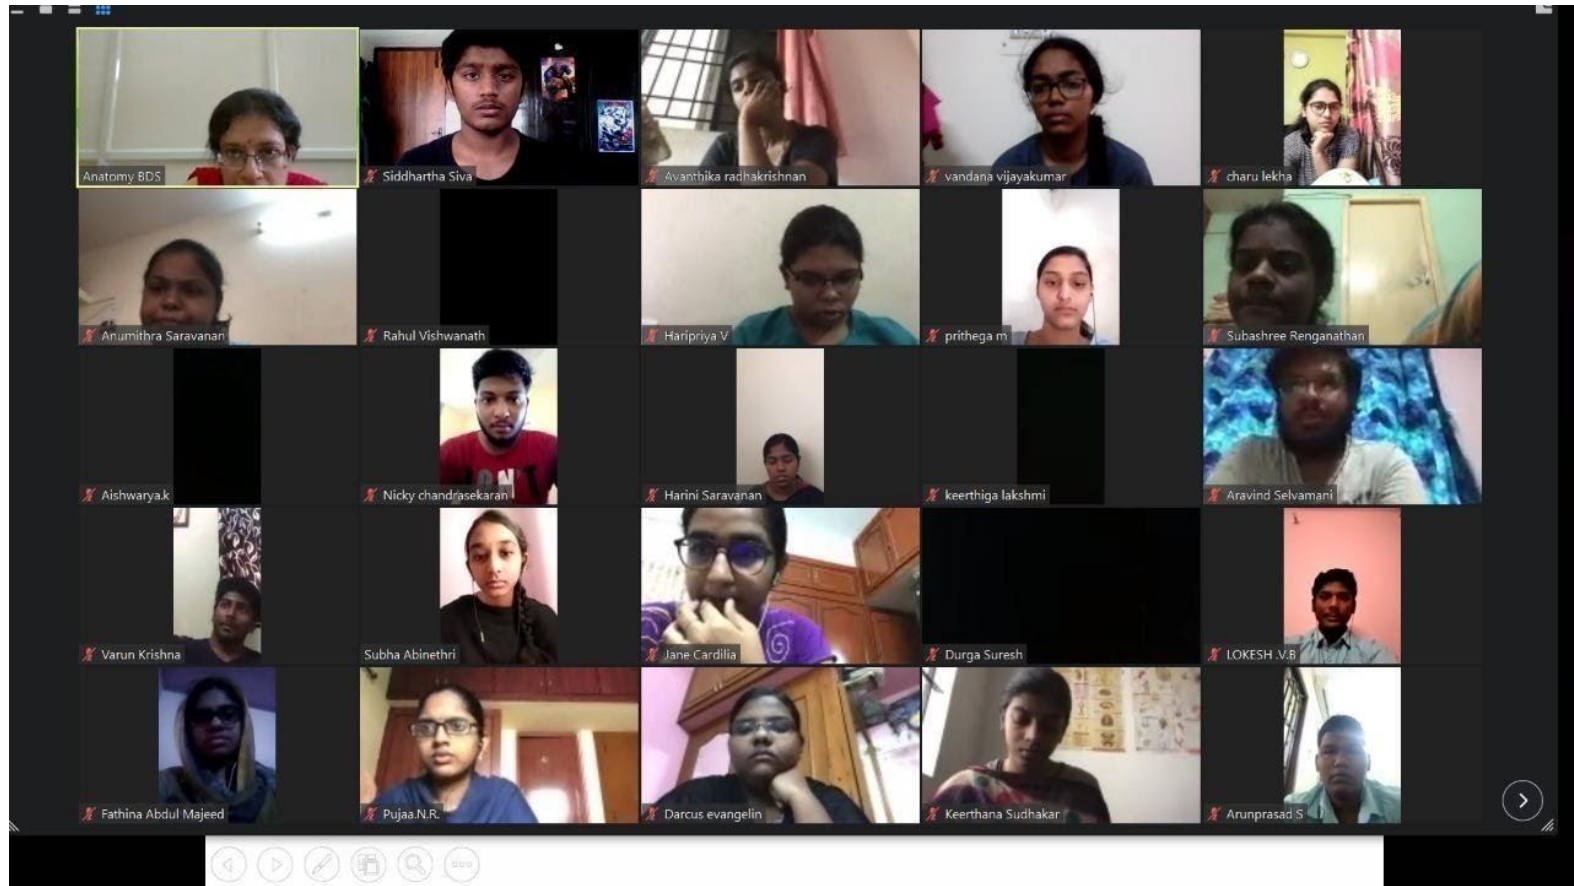 Anatomy BDS
Siddhartha Siva
Avanthika radhakrishnan
vandana vijayakumar
charu lekha
Anumithra Saravanan
Rahul Vishwanath
Haripriya V
prithega m
Subashree Renganathan
Aishwarya.k
Nicky chandrasekaran
Harini Saravanan
keerthiga lakshmi
Aravind Selvamani
Varun Krishna
Subha Abinethri
Jane Cardilia
Durga Suresh
LOKESH .V.B
Fathina Abdul Majeed
Pujaa.N.R.
Darcus evangelin
Keerthana Sudhakar
Arunprasad S